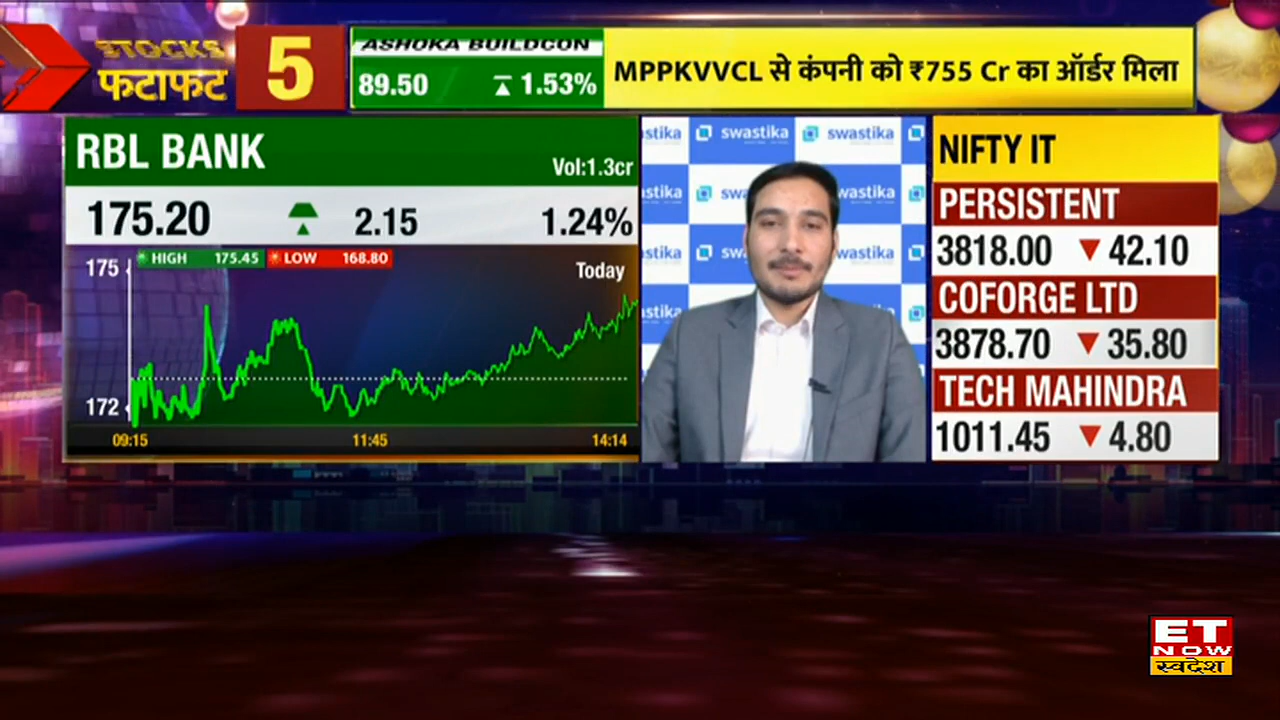 STOCKS
फटाफट
5
ASHOKA BUILDCON
89.50 1.53%
MPPKVVCL से कंपनी को ₹755 Cr का ऑर्डर मिला
RBL BANK
Vol:1.3cr
175.20 2.15 1.24%
HIGH 175.45 LOW 168.80
Today
175
172
09:15 11:45 14:14
swastika
swastika
NIFTY IT
PERSISTENT
3818.00 42.10
COFORGE LTD
3878.70 35.80
TECH MAHINDRA
1011.45 4.80
ET
NOW
स्वदेश